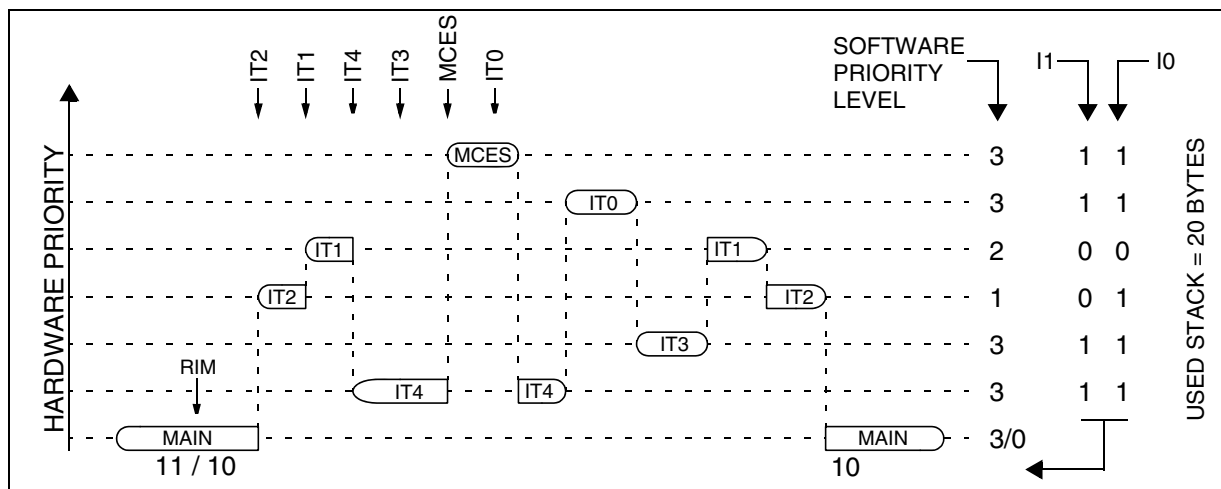 IT2
IT1
IT4
IT3
MCES
IT0
SOFTWARE
PRIORITY
LEVEL
I1
I0
HARDWARE PRIORITY
USED STACK = 20 BYTES
MCES
3
1 1
IT0
3
1 1
IT1
IT1
2
0 0
IT2
IT2
1
0 1
IT3
3
1 1
RIM
IT4
IT4
3
1 1
MAIN
MAIN
3/0
11 / 10
10